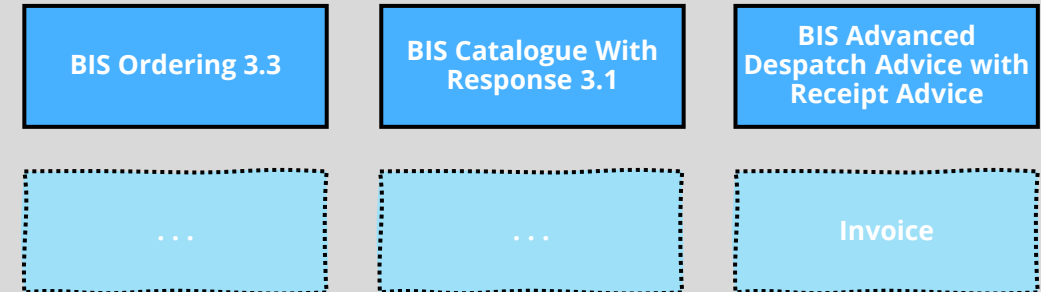 BIS Ordering 3.3
BIS Catalogue With
Response 3.1
BIS Advanced
Despatch Advice with
Receipt Advice
. . .
. . .
Invoice